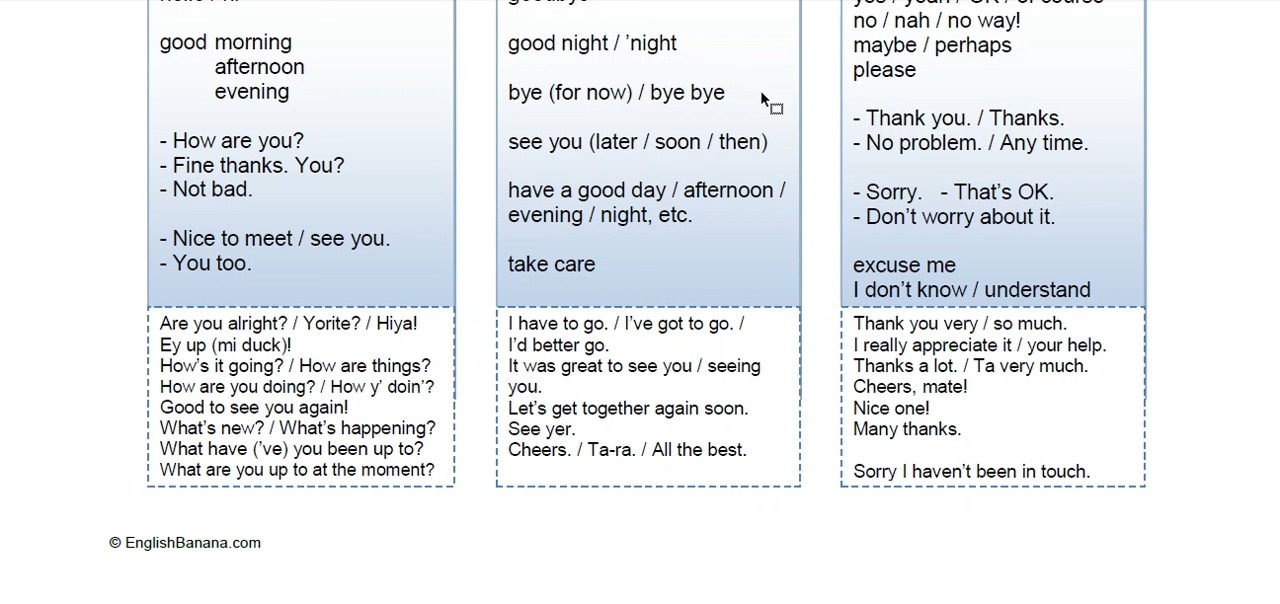 good morning
afternoon
evening
- How are you?
- Fine thanks. You?
- Not bad.
- Nice to meet / see you.
- You too.
Are you alright? / Yorite? / Hiya!
Ey up (mi duck)!
How's it going? / How are things?
How are you doing? / How y' doin'?
Good to see you again!
What's new? / What's happening?
What have ('ve) you been up to?
What are you up to at the moment?
good night / 'night
bye (for now) / bye bye
see you (later / soon / then)
have a good day / afternoon /
evening / night, etc.
take care
I have to go. / I've got to go. /
I'd better go.
It was great to see you / seeing
you.
Let's get together again soon.
See yer.
Cheers. / Ta-ra. / All the best.
no / nah / no way!
maybe / perhaps
please
- Thank you. / Thanks.
- No problem. / Any time.
- Sorry. - That's OK.
- Don't worry about it.
excuse me
I don't know / understand
Thank you very / so much.
I really appreciate it / your help.
Thanks a lot. / Ta very much.
Cheers, mate!
Nice one!
Many thanks.
Sorry I haven't been in touch.
© EnglishBanana.com